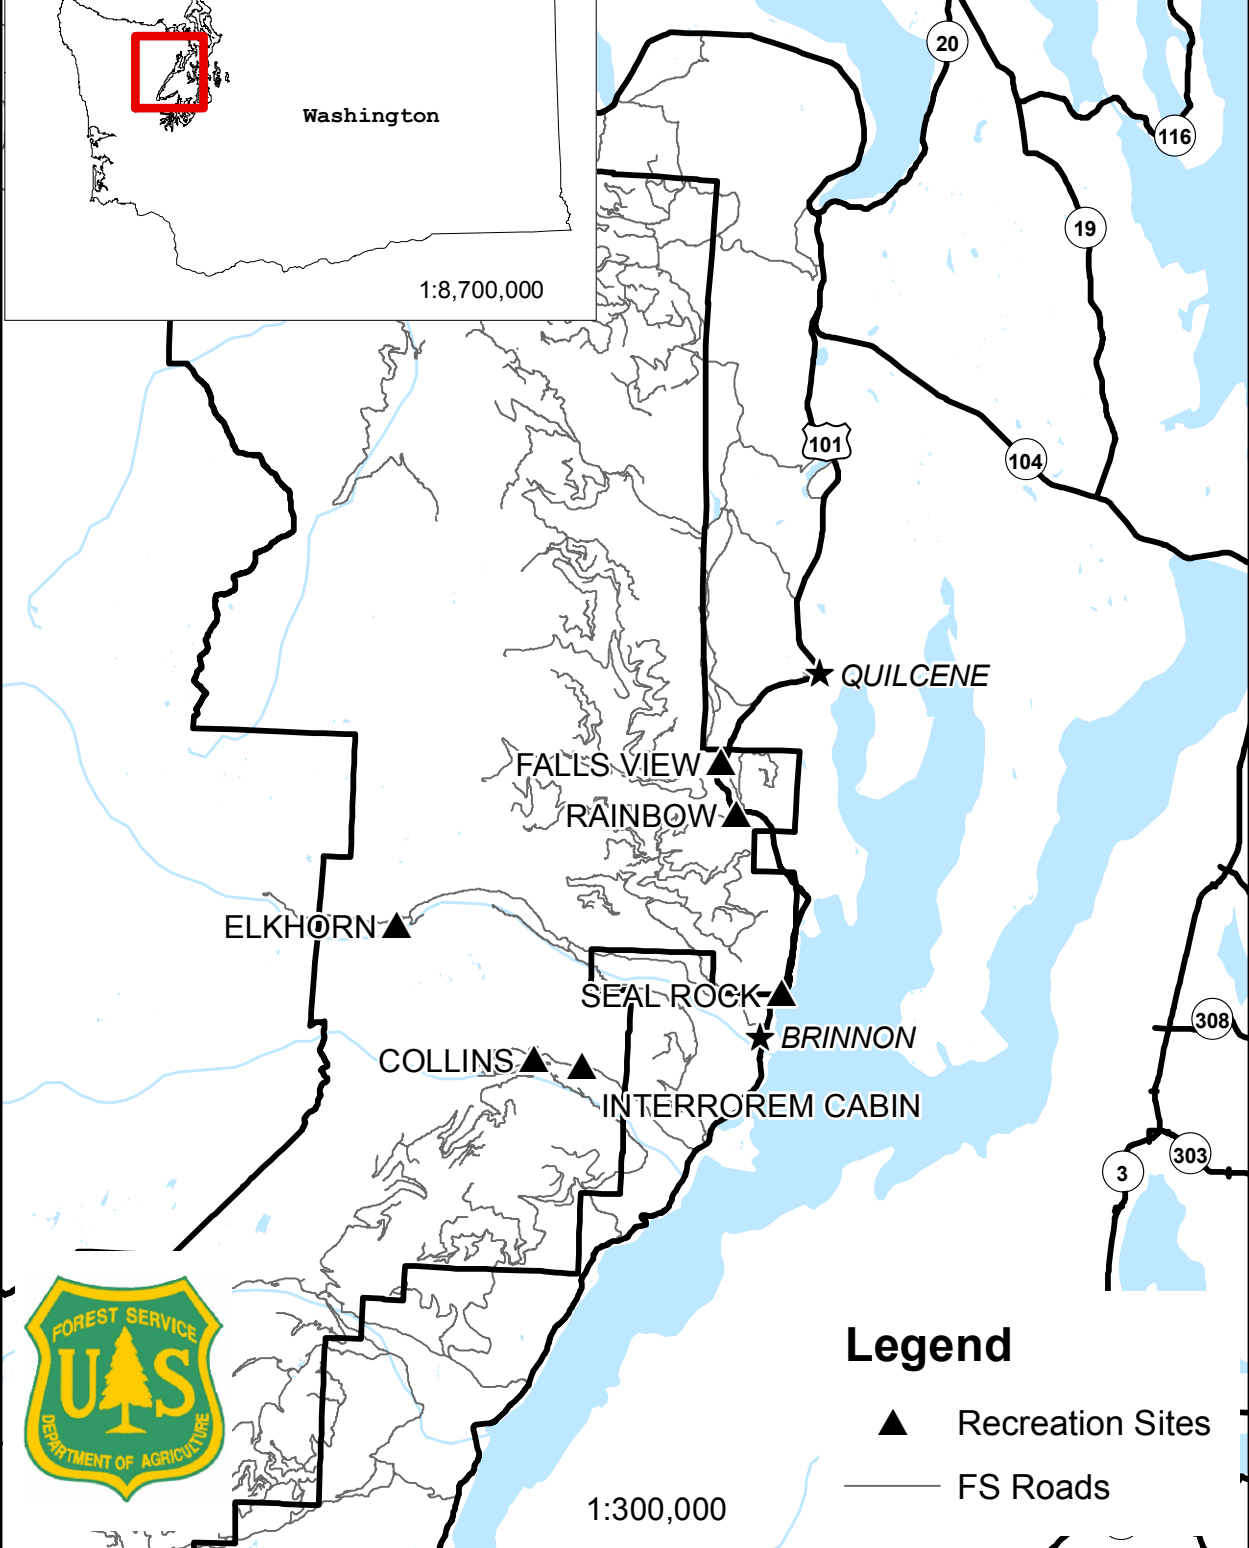 Washington
1:8,700,000
20
116
19
101
104
QUILCENE
FALLS VIEW
RAINBOW
ELKHORN
SEAL ROCK
BRINNON
308
COLLINS
INTERROREM CABIN
303
3
FOREST SERVICE
U S
DEPARTMENT OF AGRICULTURE
Legend
Recreation Sites
FS Roads
1:300,000